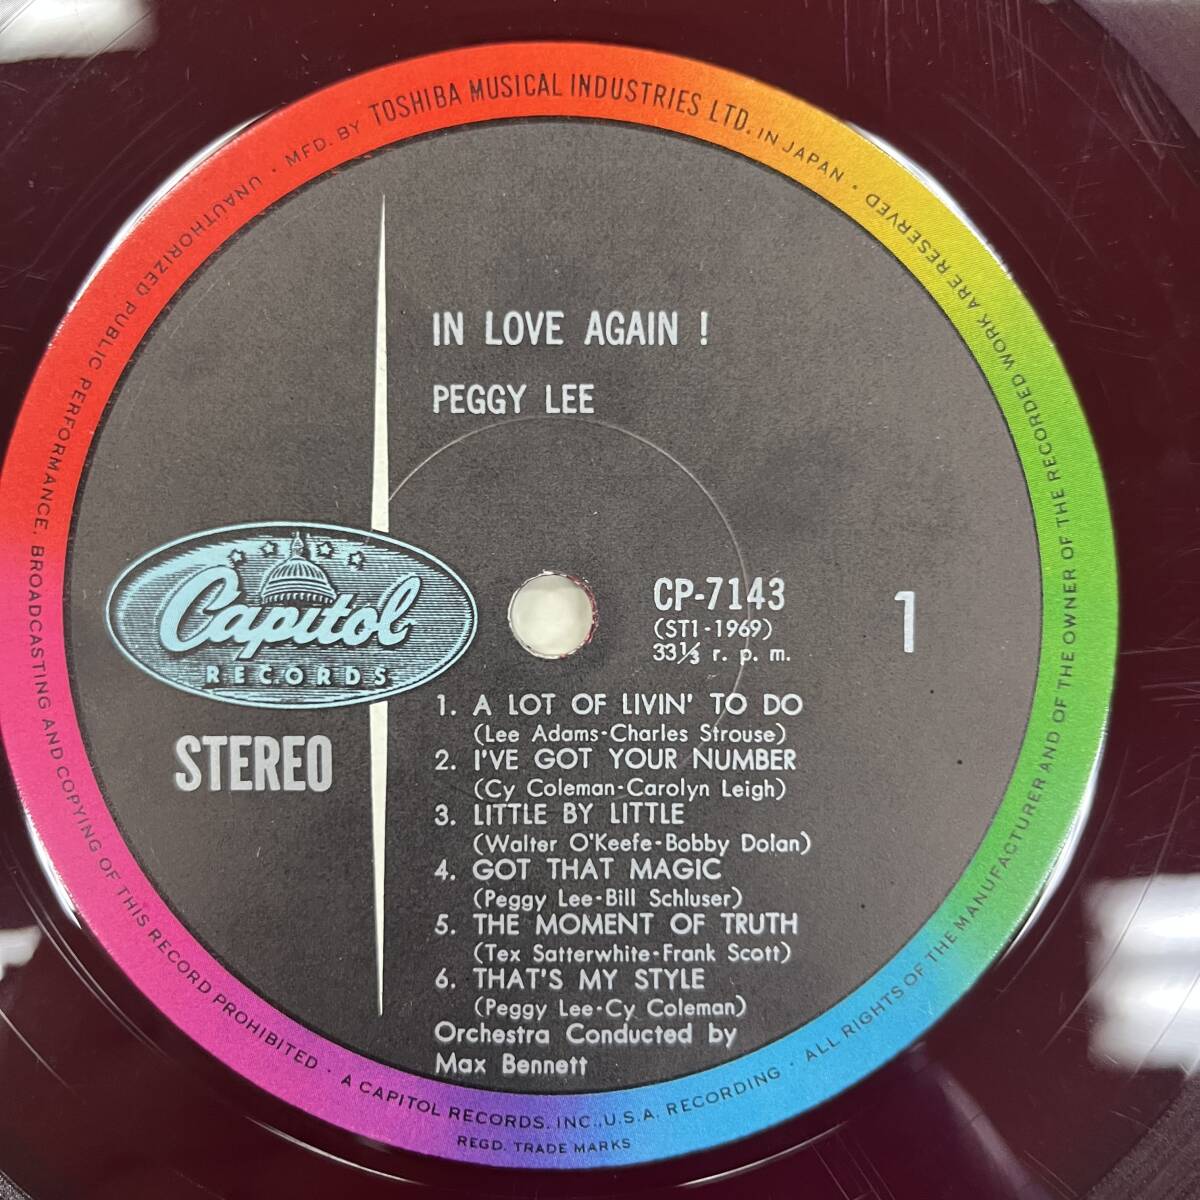 MFD. BY TOSHIBA MUSICAL INDUSTRIES LTD. IN JAPAN · ALL RIGHTS OF THE MANUFACTURER AND OF THE OWNER OF THE RECORDED WORK ARE RESERVED ·
UNAUTHORIZED PUBLIC PERFORMANCE, BROADCASTING AND COPYING OF THIS RECORD PROHIBITED · A CAPITOL RECORDS, INC., U.S.A. RECORDING ·
REGD. TRADE MARKS
IN LOVE AGAIN !
PEGGY LEE
Capitol
RECORDS
STEREO
CP-7143
(ST1-1969)
33⅓ r. p. m.
1
1. A LOT OF LIVIN' TO DO
(Lee Adams-Charles Strouse)
2. I'VE GOT YOUR NUMBER
(Cy Coleman-Carolyn Leigh)
3. LITTLE BY LITTLE
(Walter O'Keefe-Bobby Dolan)
4. GOT THAT MAGIC
(Peggy Lee-Bill Schluser)
5. THE MOMENT OF TRUTH
(Tex Satterwhite-Frank Scott)
6. THAT'S MY STYLE
(Peggy Lee-Cy Coleman)
Orchestra Conducted by
Max Bennett